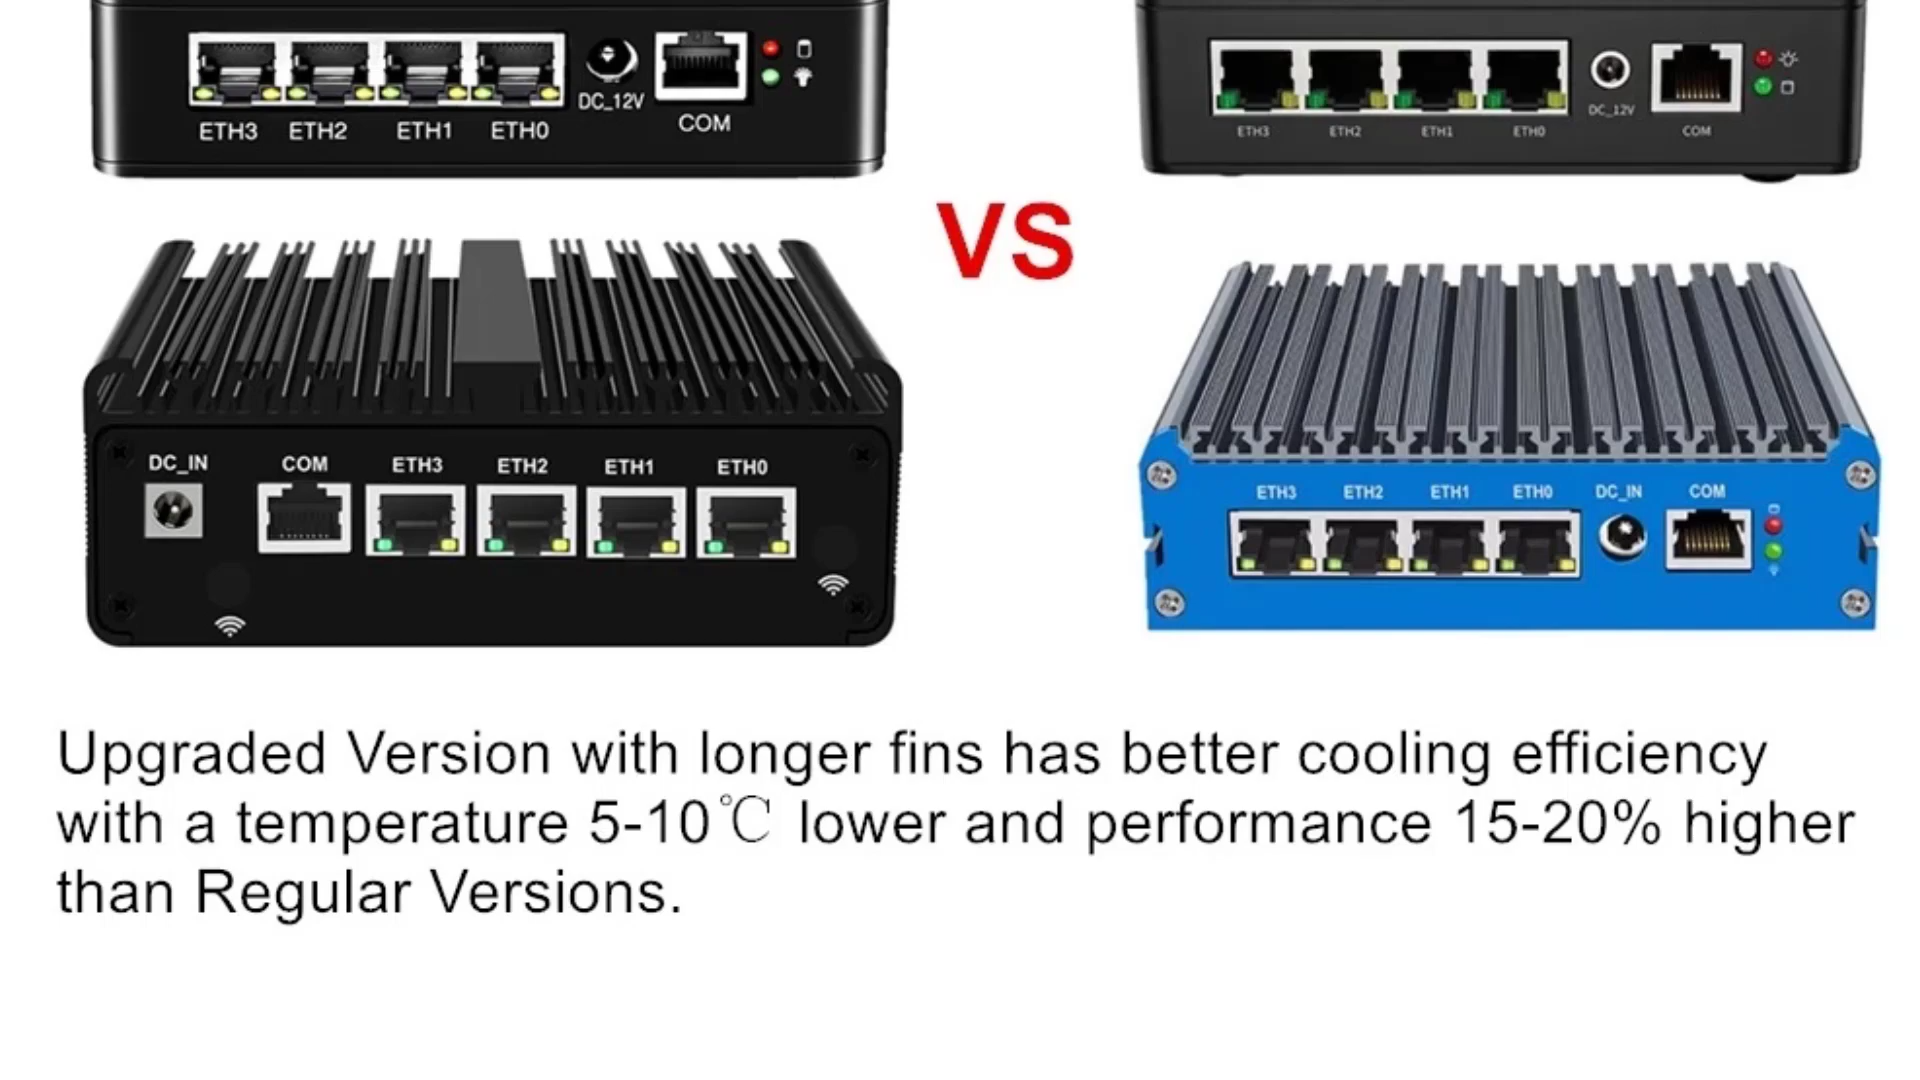 ETH3 ETH2 ETH1 ETH0 DC_12V COM
ETH3 ETH2 ETH1 ETH0 DC_12V COM
VS
DC_IN COM ETH3 ETH2 ETH1 ETH0
ETH3 ETH2 ETH1 ETH0 DC_IN COM
Upgraded Version with longer fins has better cooling efficiency
with a temperature 5-10℃ lower and performance 15-20% higher
than Regular Versions.